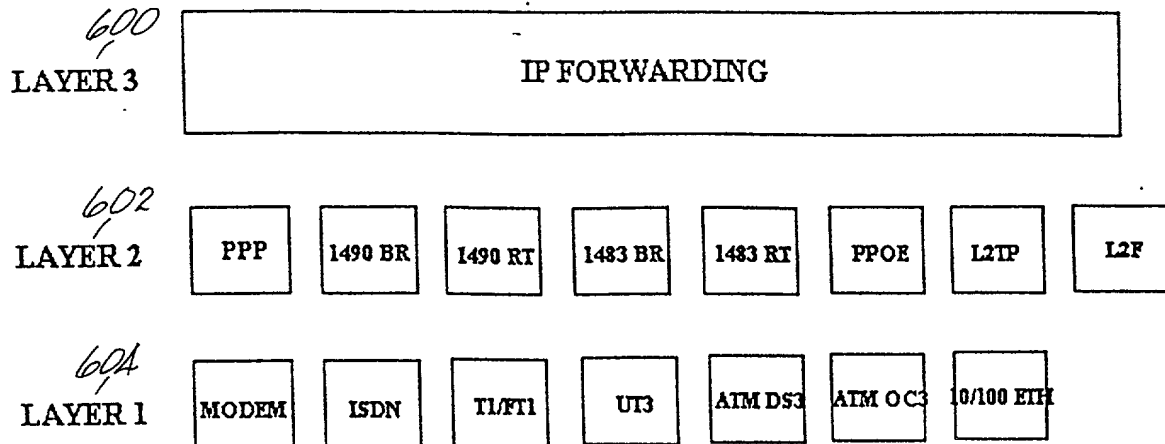 600
LAYER 3
IP FORWARDING
602
LAYER 2
PPP
1490 BR
1490 RT
1483 BR
1483 RT
PPOE
L2TP
L2F
604
LAYER 1
MODEM
ISDN
T1/FT1
UT3
ATM DS3
ATM OC3
10/100 ETH